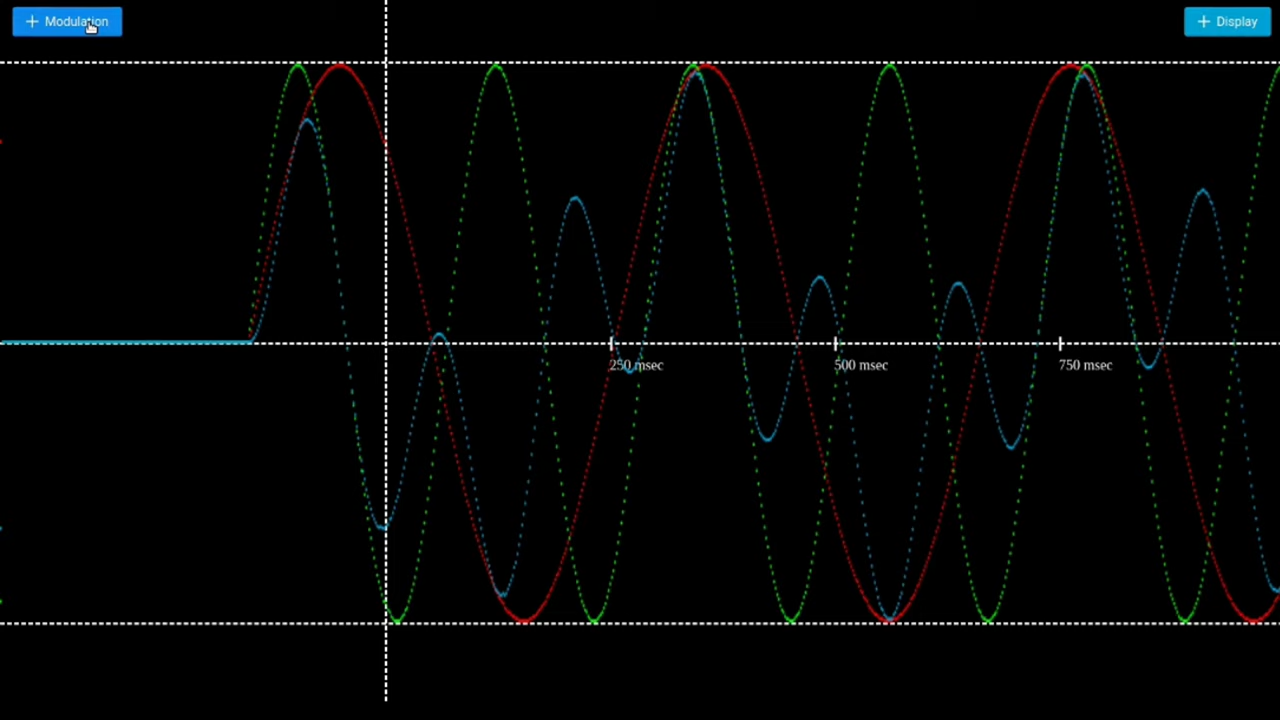 + Modulation
+ Display
250 msec
500 msec
750 msec